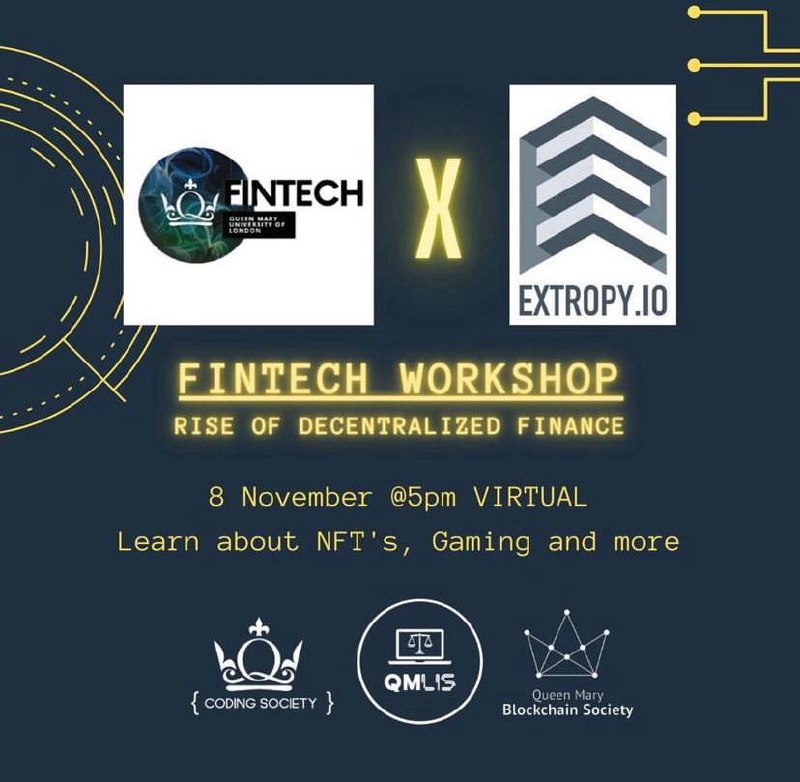 FINTECH
QUEEN MARY
UNIVERSITY OF
LONDON
X
EXTROPY.IO
FINTECH WORKSHOP
RISE OF DECENTRALIZED FINANCE
8 November @5pm VIRTUAL
Learn about NFT's, Gaming and more
{ CODING SOCIETY }
QMLIS
Queen Mary
Blockchain Society